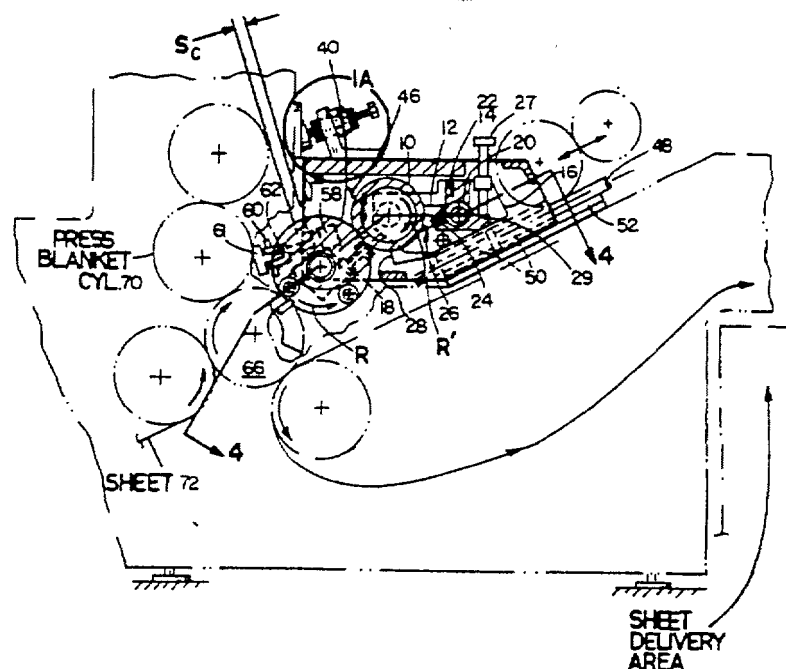 Sc
40
1A
46
22
14
27
12
20
10
16
48
62
58
60
61
52
4
PRESS
BLANKET
CYL.70
50
29
24
18
28
26
R
R'
66
4
SHEET 72
SHEET
DELIVERY
AREA